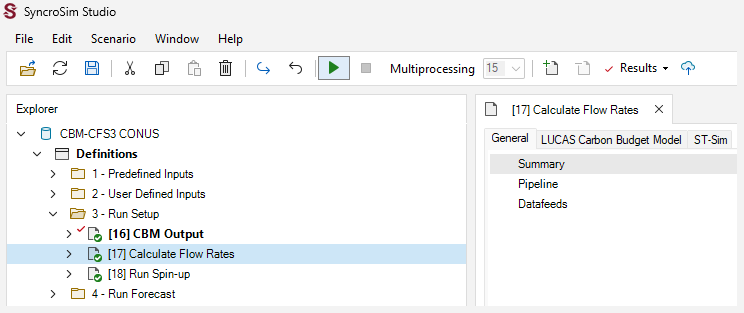 SyncroSim Studio
File Edit Scenario Window Help
Multiprocessing 15 Results
Explorer
CBM-CFS3 CONUS
Definitions
1 - Predefined Inputs
2 - User Defined Inputs
3 - Run Setup
[16] CBM Output
[17] Calculate Flow Rates
[18] Run Spin-up
4 - Run Forecast
[17] Calculate Flow Rates
General LUCAS Carbon Budget Model ST-Sim
Summary
Pipeline
Datafeeds